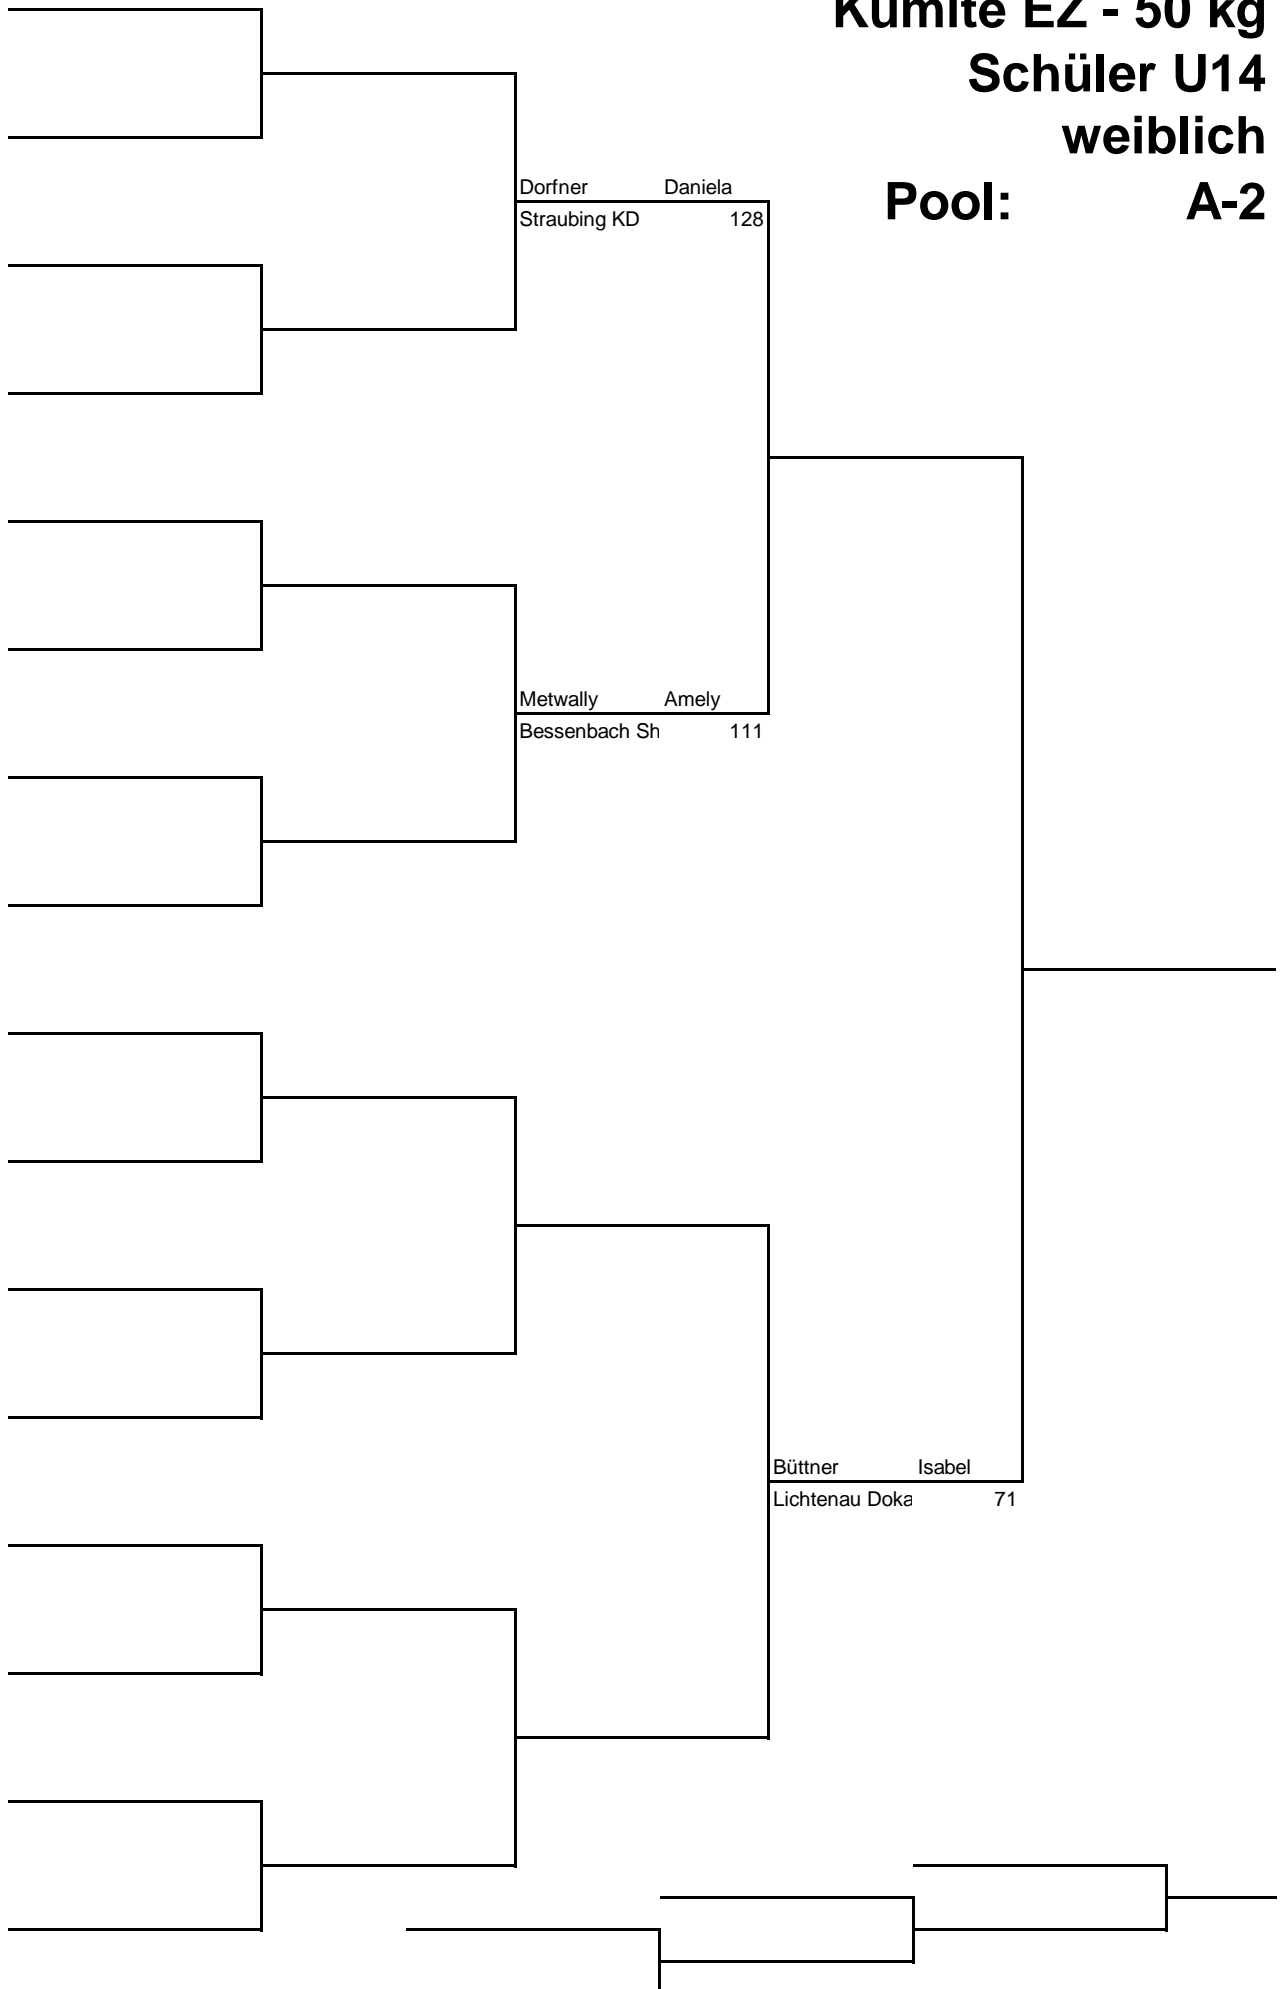 Kumite EZ - 50 kg
Schüler U14
weiblich
Pool: A-2
Dorfner Daniela
Straubing KD 128
Metwally Amely
Bessenbach Sh 111
Büttner Isabel
Lichtenau Doka 71